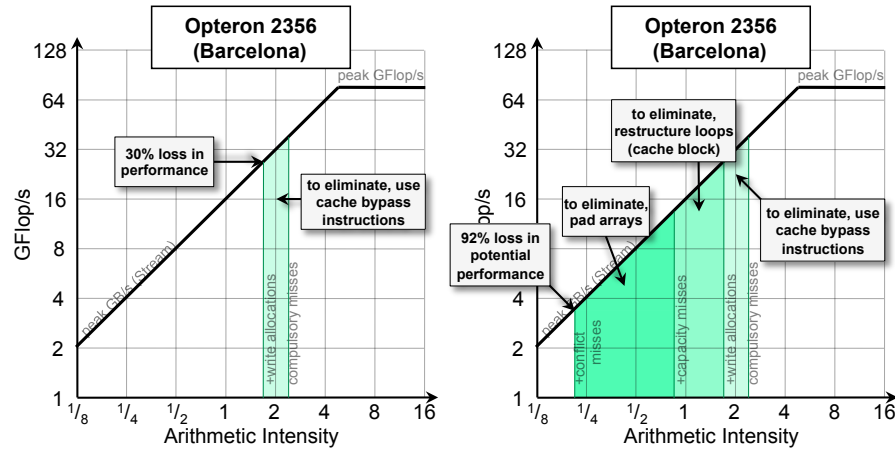 Opteron 2356
(Barcelona)
128
64
32
16
8
4
2
1
GFlop/s
peak GFlop/s
30% loss in
performance
to eliminate, use
cache bypass
instructions
peak GB/s (Stream)
+write allocations
compulsory misses
1/8
1/4
1/2
1
2
4
8
16
Arithmetic Intensity
Opteron 2356
(Barcelona)
128
64
32
16
8
4
2
1
peak GFlop/s
to eliminate,
restructure loops
(cache block)
to eliminate,
pad arrays
92% loss in
potential
performance
to eliminate, use
cache bypass
instructions
+conflict
misses
+capacity misses
+write allocations
compulsory misses
1/8
1/4
1/2
1
2
4
8
16
Arithmetic Intensity